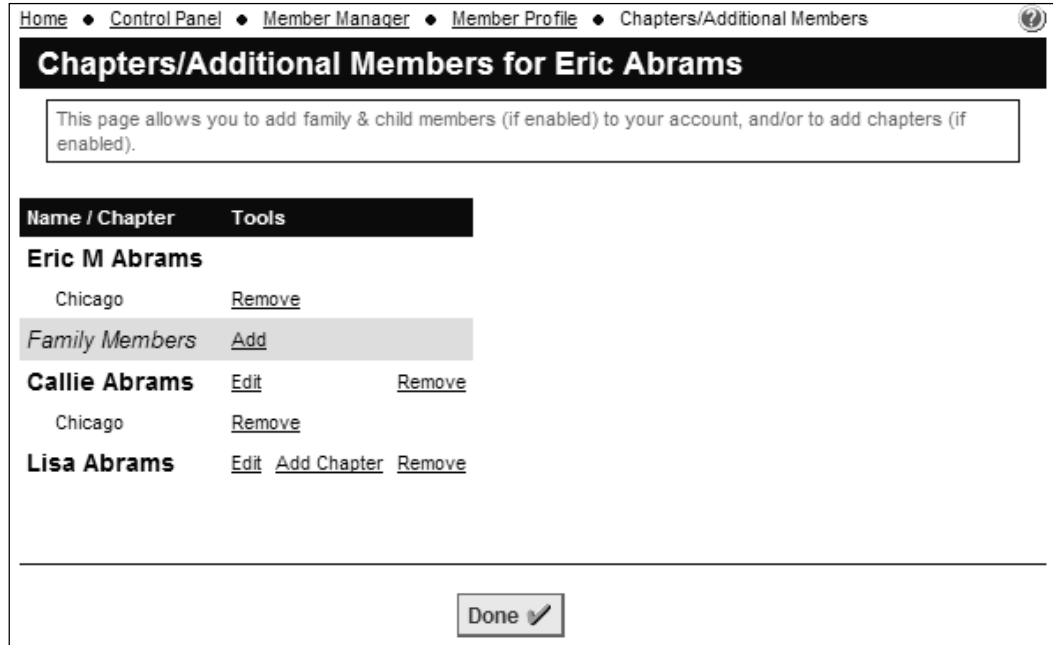 Home ● Control Panel ● Member Manager ● Member Profile ● Chapters/Additional Members ?
Chapters/Additional Members for Eric Abrams
This page allows you to add family & child members (if enabled) to your account, and/or to add chapters (if
enabled).
Name / Chapter Tools
Eric M Abrams
Chicago Remove
Family Members Add
Callie Abrams Edit Remove
Chicago Remove
Lisa Abrams Edit Add Chapter Remove
Done ✔